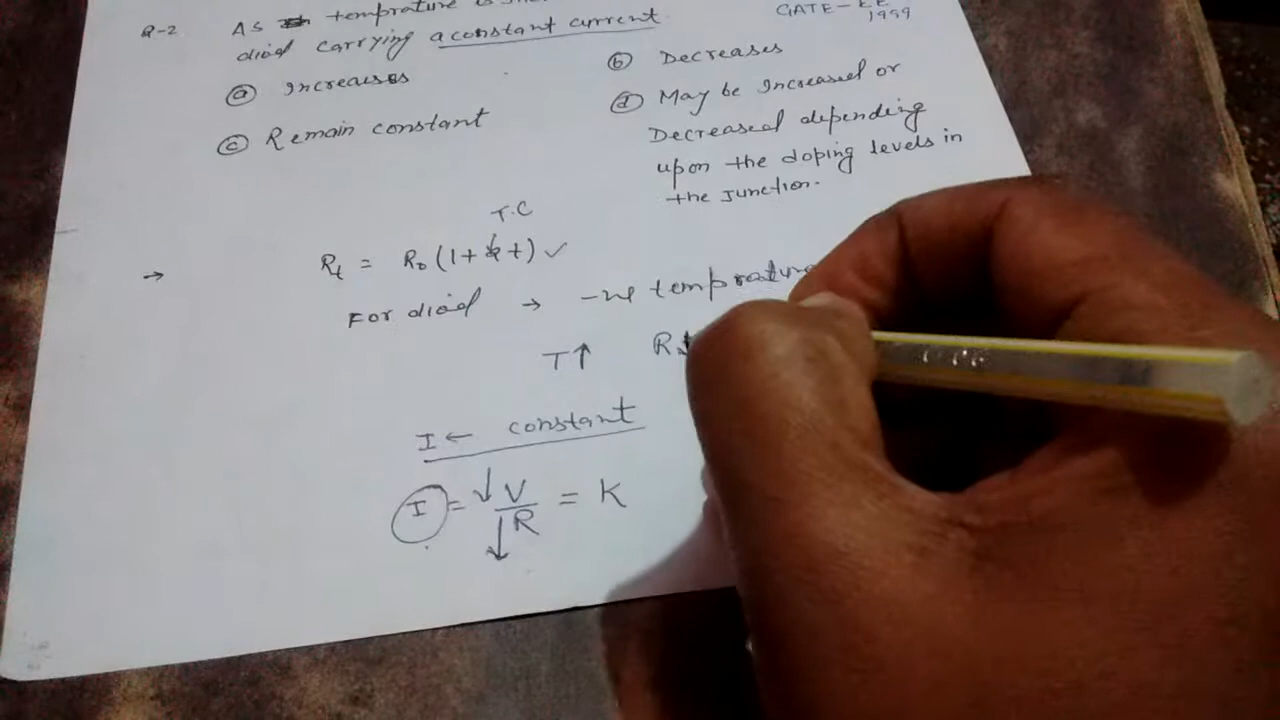 Q-2 As temprature is
GATE-EE 1999
diod carrying a constant current
(a) Increases
(b) Decreases
(c) Remain constant
(d) May be Increased or
Decreased depending
upon the doping levels in
the Junction.
T.C
→ Rt = R0 (1 + α t) ✓
For diod → -ve temprature
T↑ R↓
I ← constant
I = ↓V/↓R = K